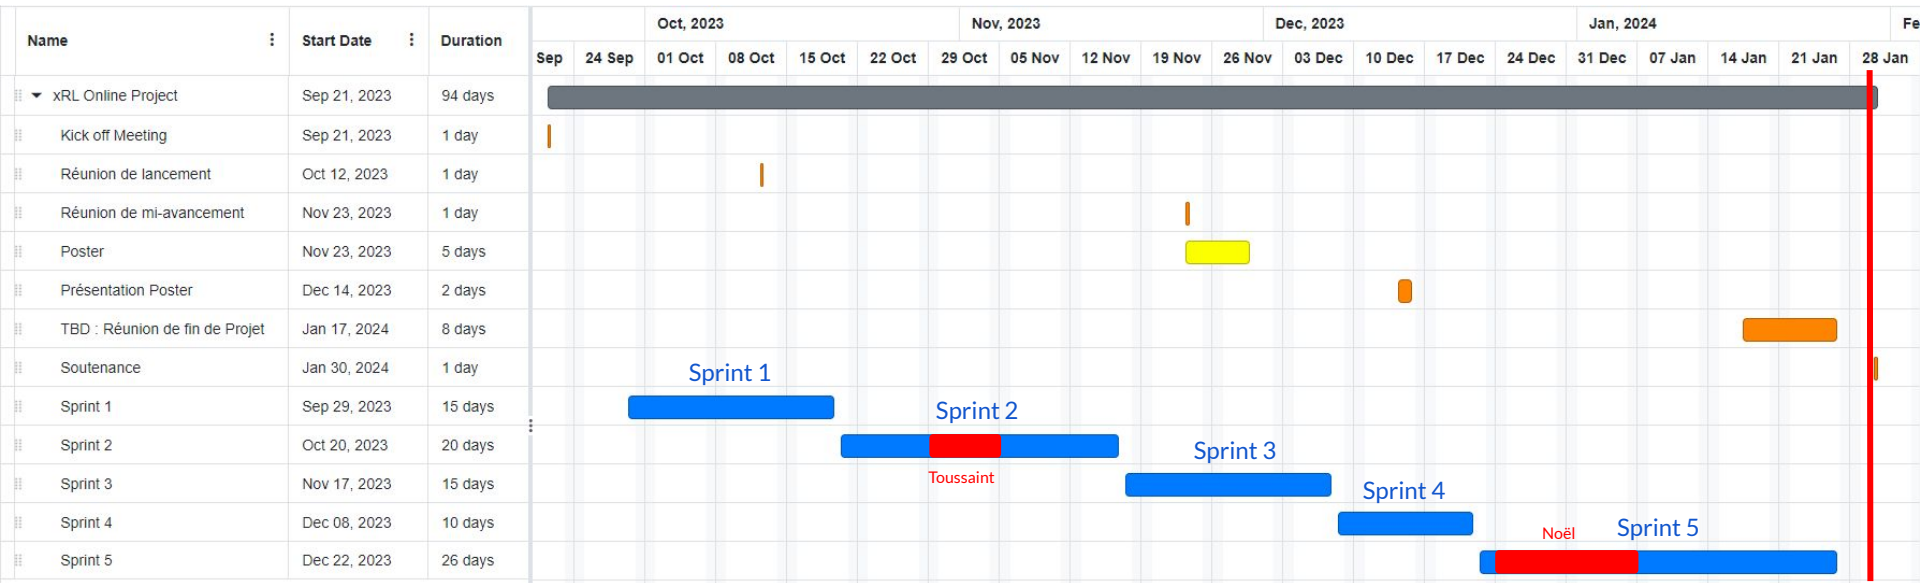 Oct, 2023 Nov, 2023 Dec, 2023 Jan, 2024 Fe
Name Start Date Duration
Sep 24 Sep 01 Oct 08 Oct 15 Oct 22 Oct 29 Oct 05 Nov 12 Nov 19 Nov 26 Nov 03 Dec 10 Dec 17 Dec 24 Dec 31 Dec 07 Jan 14 Jan 21 Jan 28 Jan
xRL Online Project Sep 21, 2023 94 days
Kick off Meeting Sep 21, 2023 1 day
Réunion de lancement Oct 12, 2023 1 day
Réunion de mi-avancement Nov 23, 2023 1 day
Poster Nov 23, 2023 5 days
Présentation Poster Dec 14, 2023 2 days
TBD : Réunion de fin de Projet Jan 17, 2024 8 days
Soutenance Jan 30, 2024 1 day
Sprint 1
Sprint 1 Sep 29, 2023 15 days
Sprint 2
Sprint 2 Oct 20, 2023 20 days
Sprint 3
Toussaint
Sprint 3 Nov 17, 2023 15 days
Sprint 4
Sprint 4 Dec 08, 2023 10 days
Noël Sprint 5
Sprint 5 Dec 22, 2023 26 days